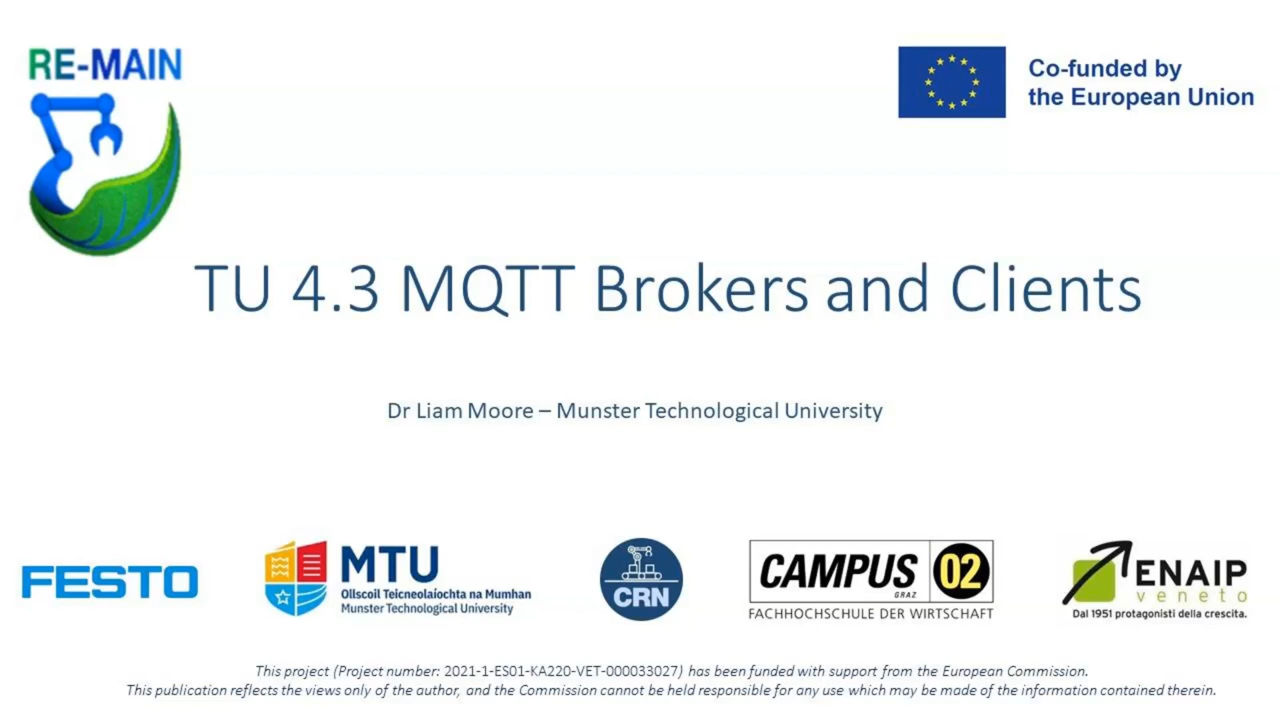 RE-MAIN
Co-funded by
the European Union
TU 4.3 MQTT Brokers and Clients
Dr Liam Moore – Munster Technological University
FESTO
MTU
Ollscoil Teicneolaíochta na Mumhan
Munster Technological University
CRN
CAMPUS 02
GRAZ
FACHHOCHSCHULE DER WIRTSCHAFT
ENAIP
veneto
Dal 1951 protagonisti della crescita.
This project (Project number: 2021-1-ES01-KA220-VET-000033027) has been funded with support from the European Commission.
This publication reflects the views only of the author, and the Commission cannot be held responsible for any use which may be made of the information contained therein.